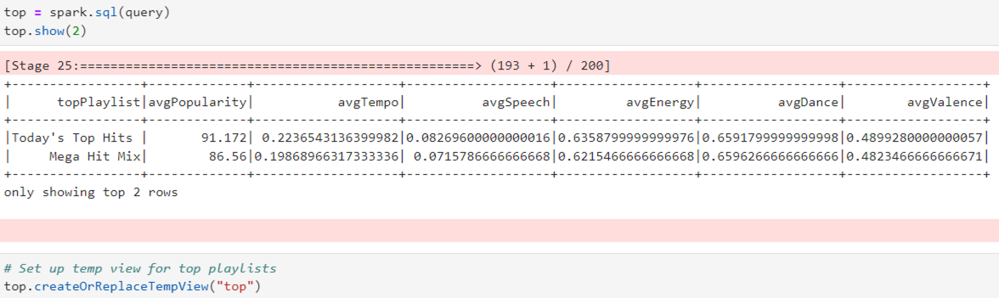 top = spark.sql(query)
top.show(2)
[Stage 25:====================================================> (193 + 1) / 200]
+-----------------+-------------+-------------------+-------------------+------------------+------------------+------------------+
|      topPlaylist|avgPopularity|           avgTempo|          avgSpeech|         avgEnergy|          avgDance|        avgValence|
+-----------------+-------------+-------------------+-------------------+------------------+------------------+------------------+
|Today's Top Hits |       91.172| 0.2236543136399982|0.08269600000000016|0.6358799999999976|0.6591799999999998|0.4899280000000057|
|     Mega Hit Mix|        86.56|0.19868966317333336| 0.0715786666666668|0.6215466666666668|0.6596266666666666|0.4823466666666671|
+-----------------+-------------+-------------------+-------------------+------------------+------------------+------------------+
only showing top 2 rows
# Set up temp view for top playlists
top.createOrReplaceTempView("top")